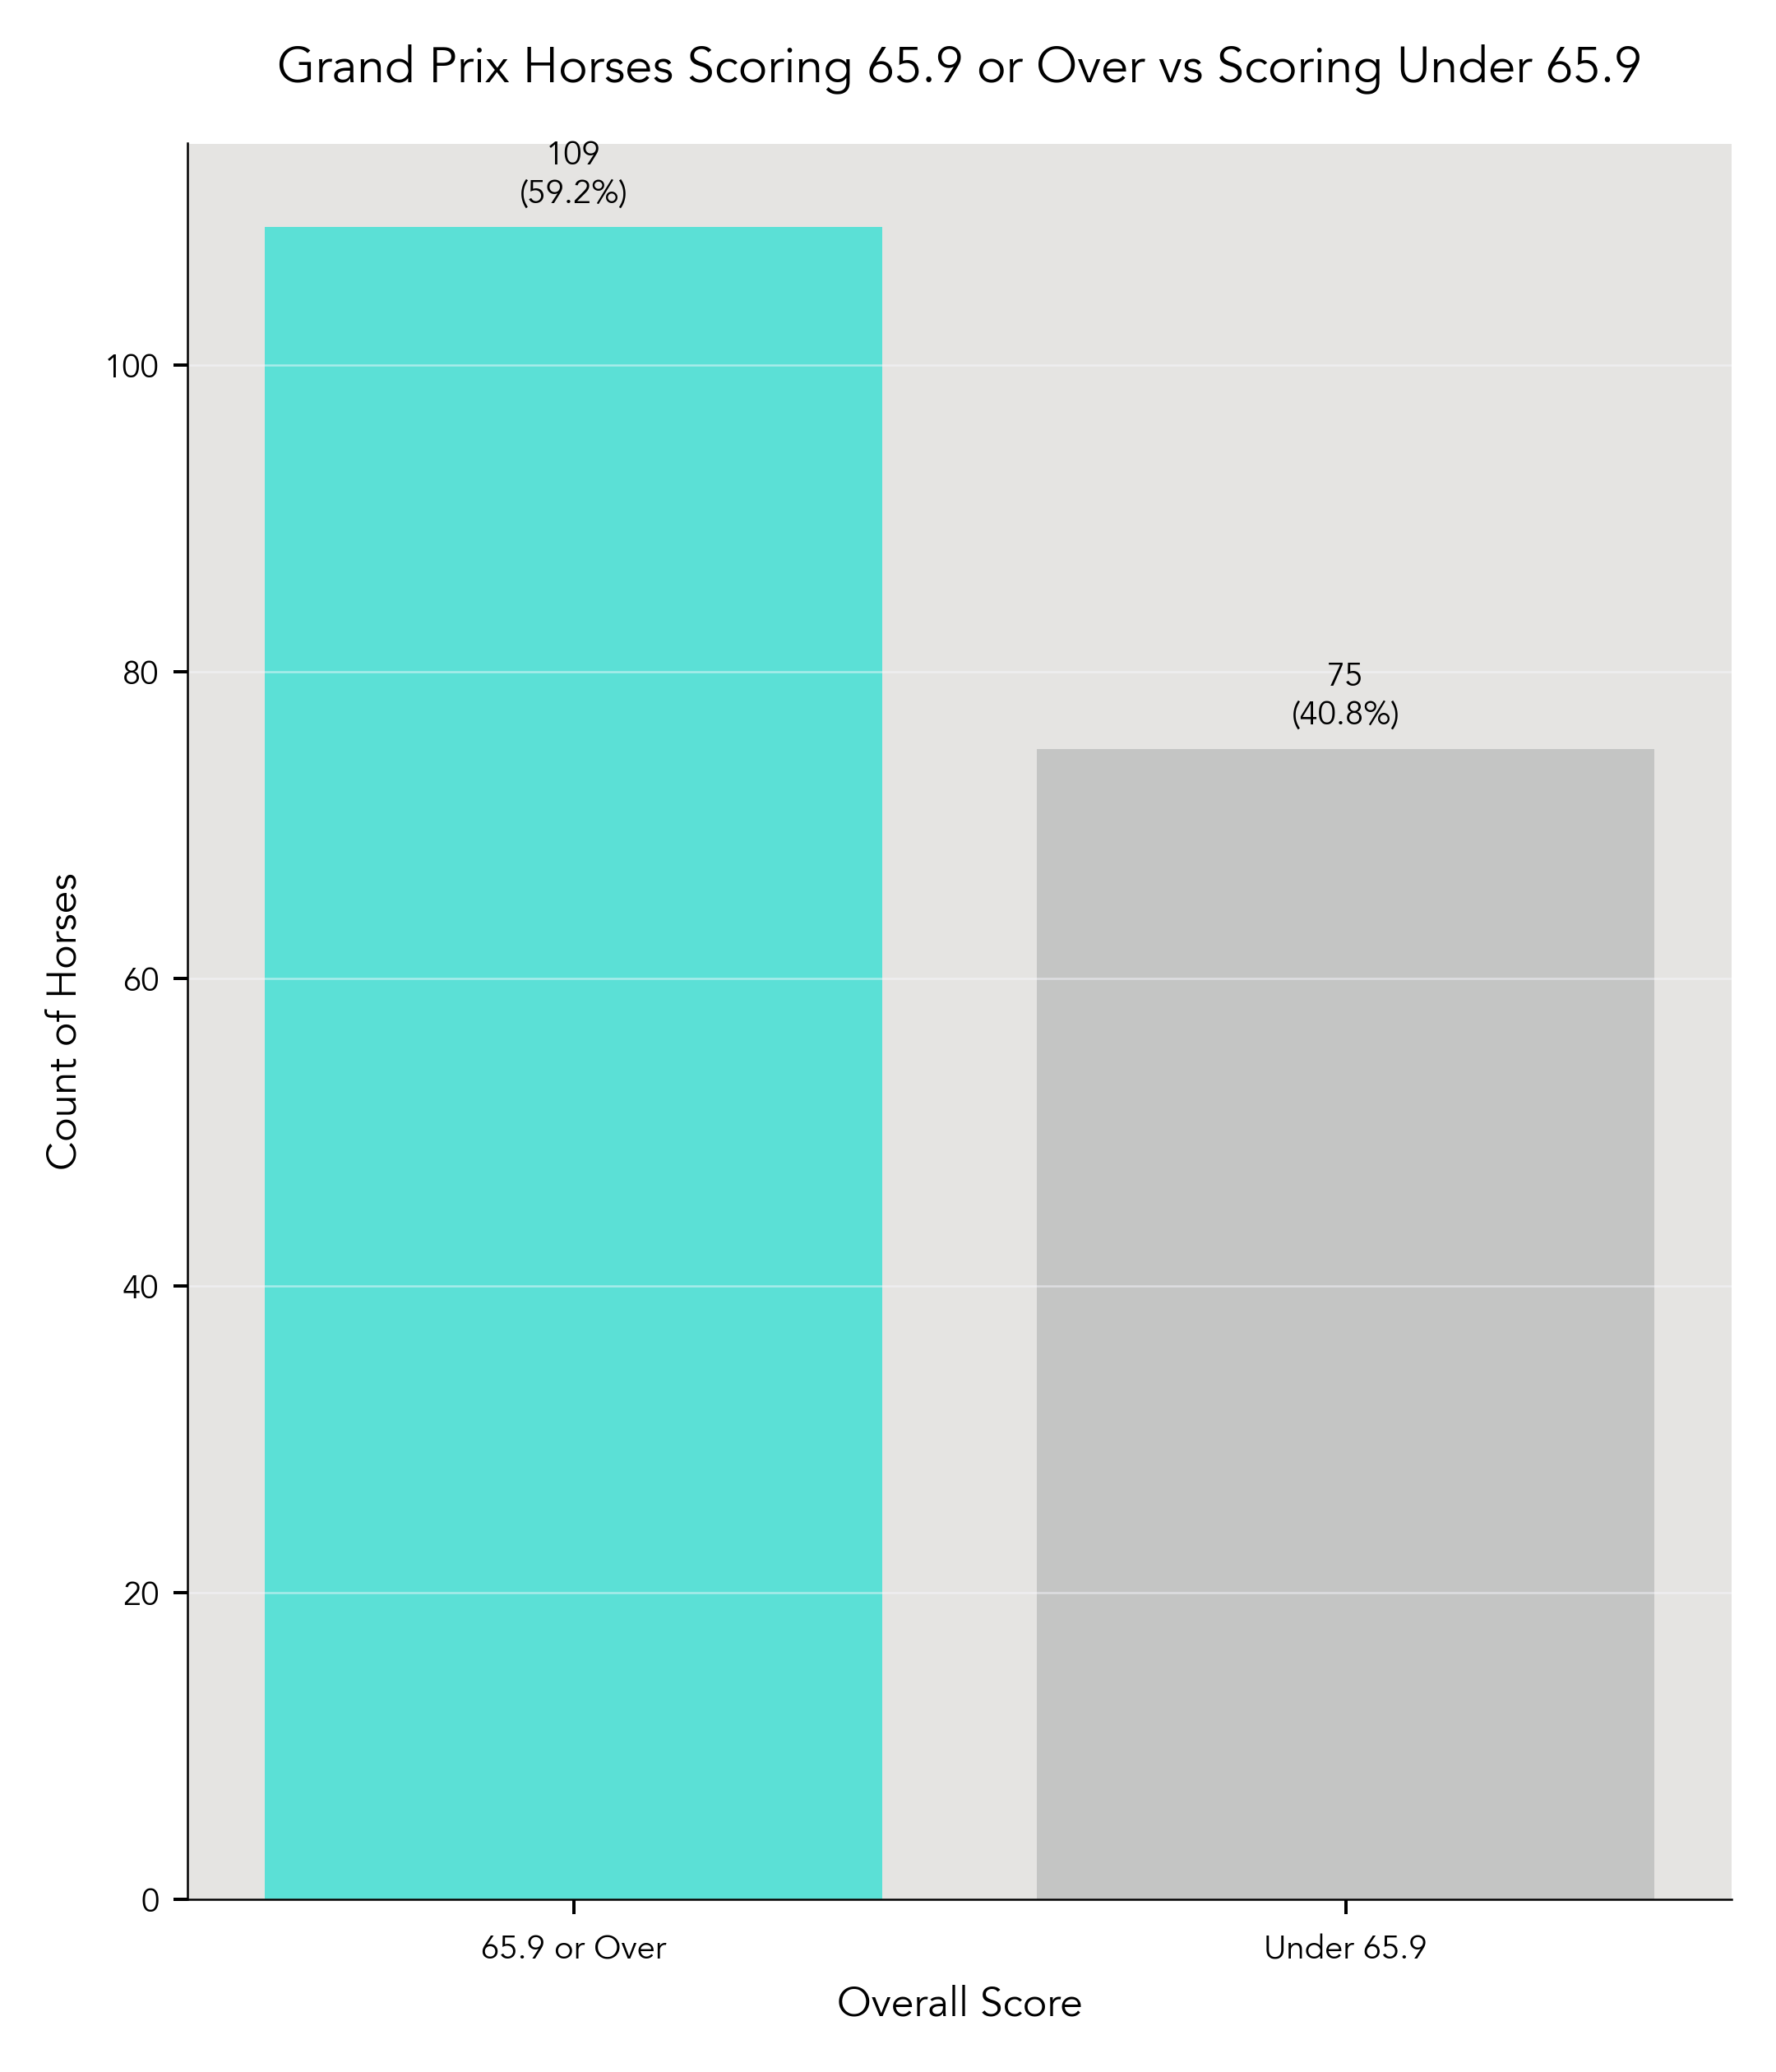 Grand Prix Horses Scoring 65.9 or Over vs Scoring Under 65.9
109
(59.2%)
100
80
75
(40.8%)
60
Count of Horses
40
20
0
65.9 or Over
Under 65.9
Overall Score